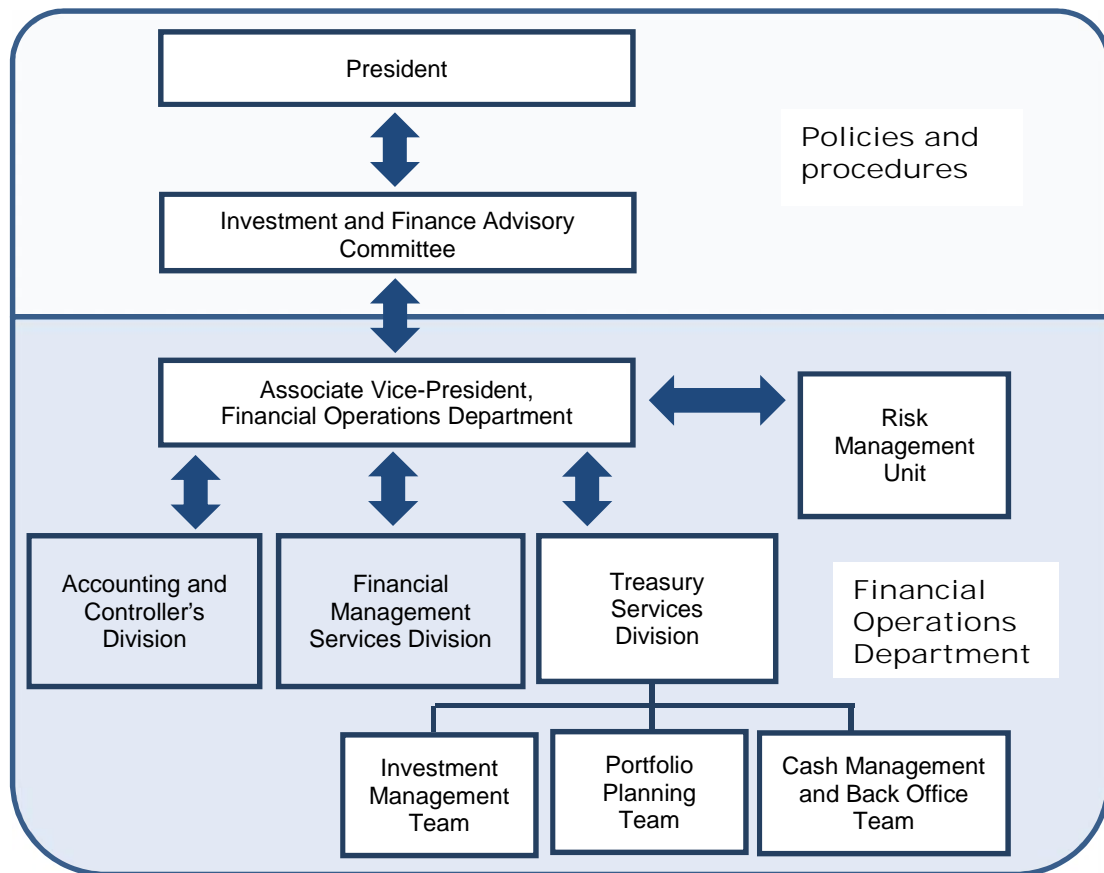 President
Policies and
procedures
Investment and Finance Advisory
Committee
Associate Vice-President,
Financial Operations Department
Risk
Management
Unit
Accounting and
Controller’s
Division
Financial
Management
Services Division
Treasury
Services
Division
Financial
Operations
Department
Investment
Management
Team
Portfolio
Planning
Team
Cash Management
and Back Office
Team